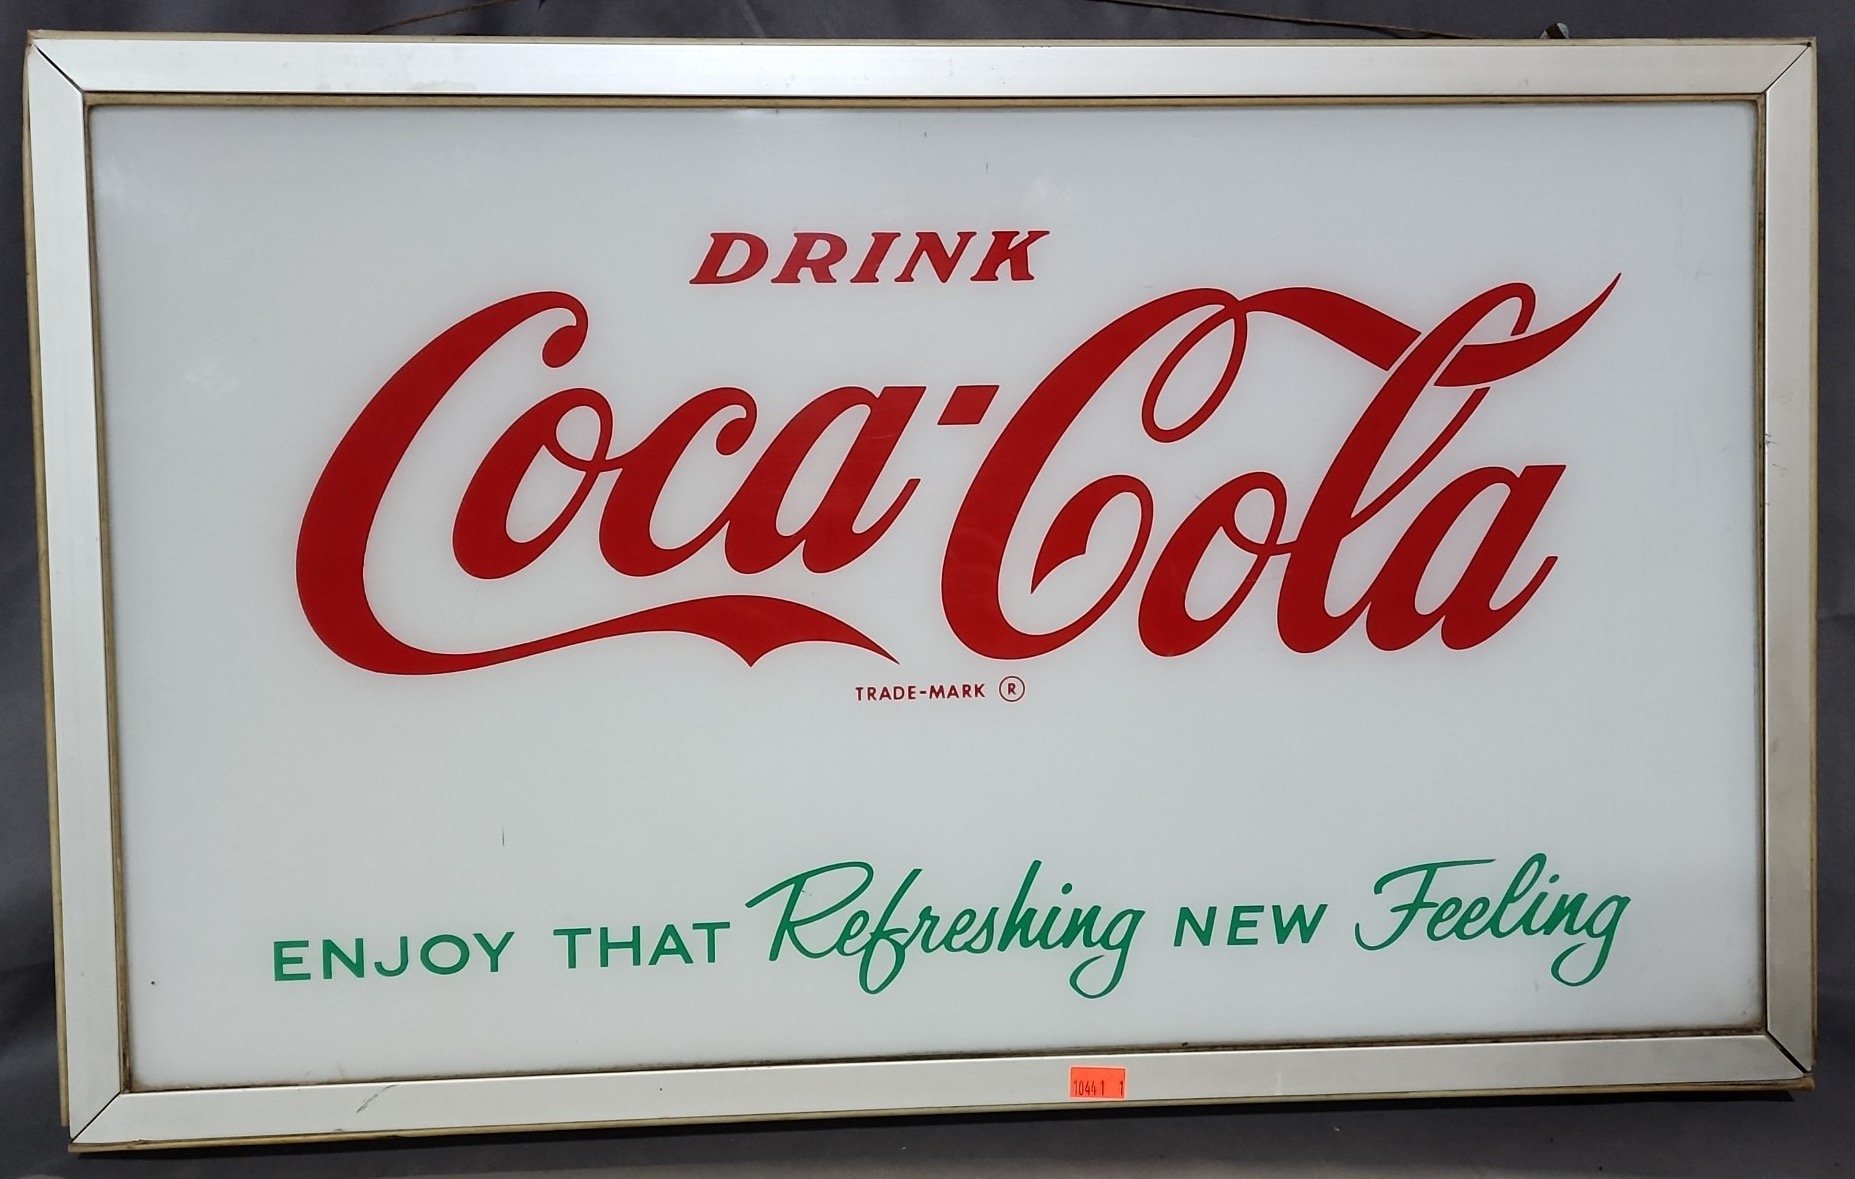 DRINK
Coca-Cola
TRADE-MARK ®
ENJOY THAT Refreshing NEW Feeling
10441 1